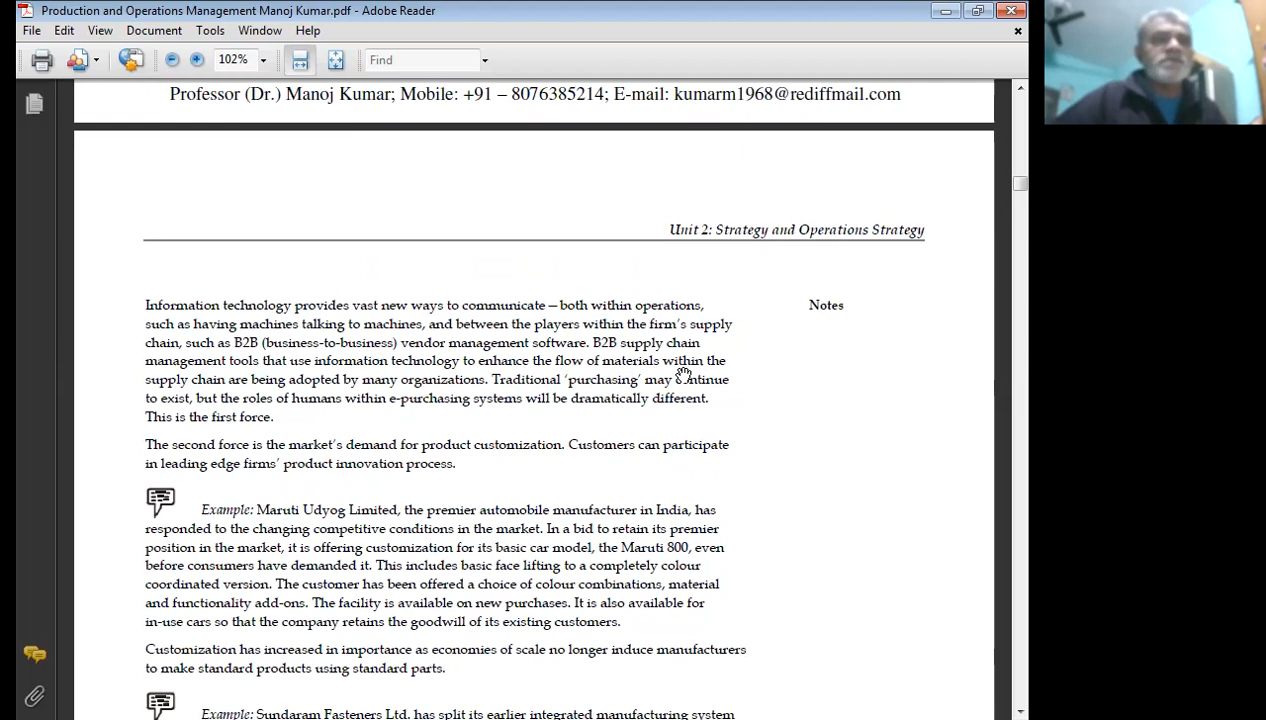 Production and Operations Management Manoj Kumar.pdf - Adobe Reader
File Edit View Document Tools Window Help
102% Find
Professor (Dr.) Manoj Kumar; Mobile: +91 – 8076385214; E-mail: kumarm1968@rediffmail.com
Unit 2: Strategy and Operations Strategy
Information technology provides vast new ways to communicate – both within operations,
Notes
such as having machines talking to machines, and between the players within the firm's supply
chain, such as B2B (business-to-business) vendor management software. B2B supply chain
management tools that use information technology to enhance the flow of materials within the
supply chain are being adopted by many organizations. Traditional 'purchasing' may continue
to exist, but the roles of humans within e-purchasing systems will be dramatically different.
This is the first force.
The second force is the market's demand for product customization. Customers can participate
in leading edge firms' product innovation process.
Example: Maruti Udyog Limited, the premier automobile manufacturer in India, has
responded to the changing competitive conditions in the market. In a bid to retain its premier
position in the market, it is offering customization for its basic car model, the Maruti 800, even
before consumers have demanded it. This includes basic face lifting to a completely colour
coordinated version. The customer has been offered a choice of colour combinations, material
and functionality add-ons. The facility is available on new purchases. It is also available for
in-use cars so that the company retains the goodwill of its existing customers.
Customization has increased in importance as economies of scale no longer induce manufacturers
to make standard products using standard parts.
Example: Sundaram Fasteners Ltd. has split its earlier integrated manufacturing system